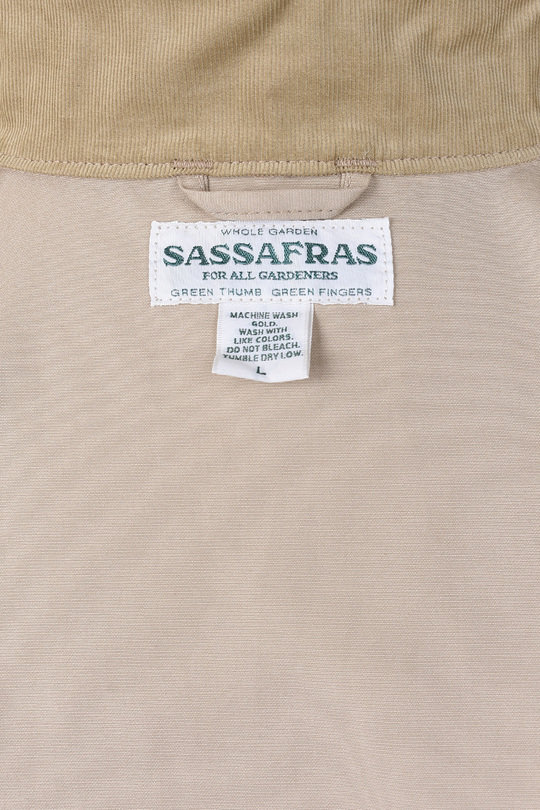 WHOLE GARDEN
SASSAFRAS
FOR ALL GARDENERS
GREEN THUMB GREEN FINGERS
MACHINE WASH
GOLD.
WASH WITH
LIKE COLORS.
DO NOT BLEACH.
TUMBLE DRY LOW.
L